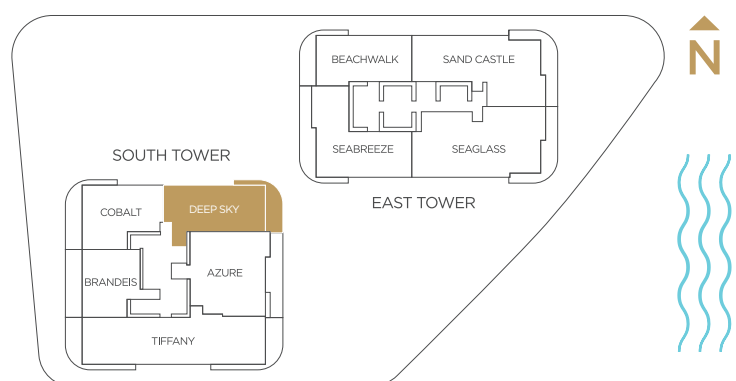 N
BEACHWALK
SAND CASTLE
SEABREEZE
SEAGLASS
EAST TOWER
SOUTH TOWER
COBALT
DEEP SKY
BRANDEIS
AZURE
TIFFANY